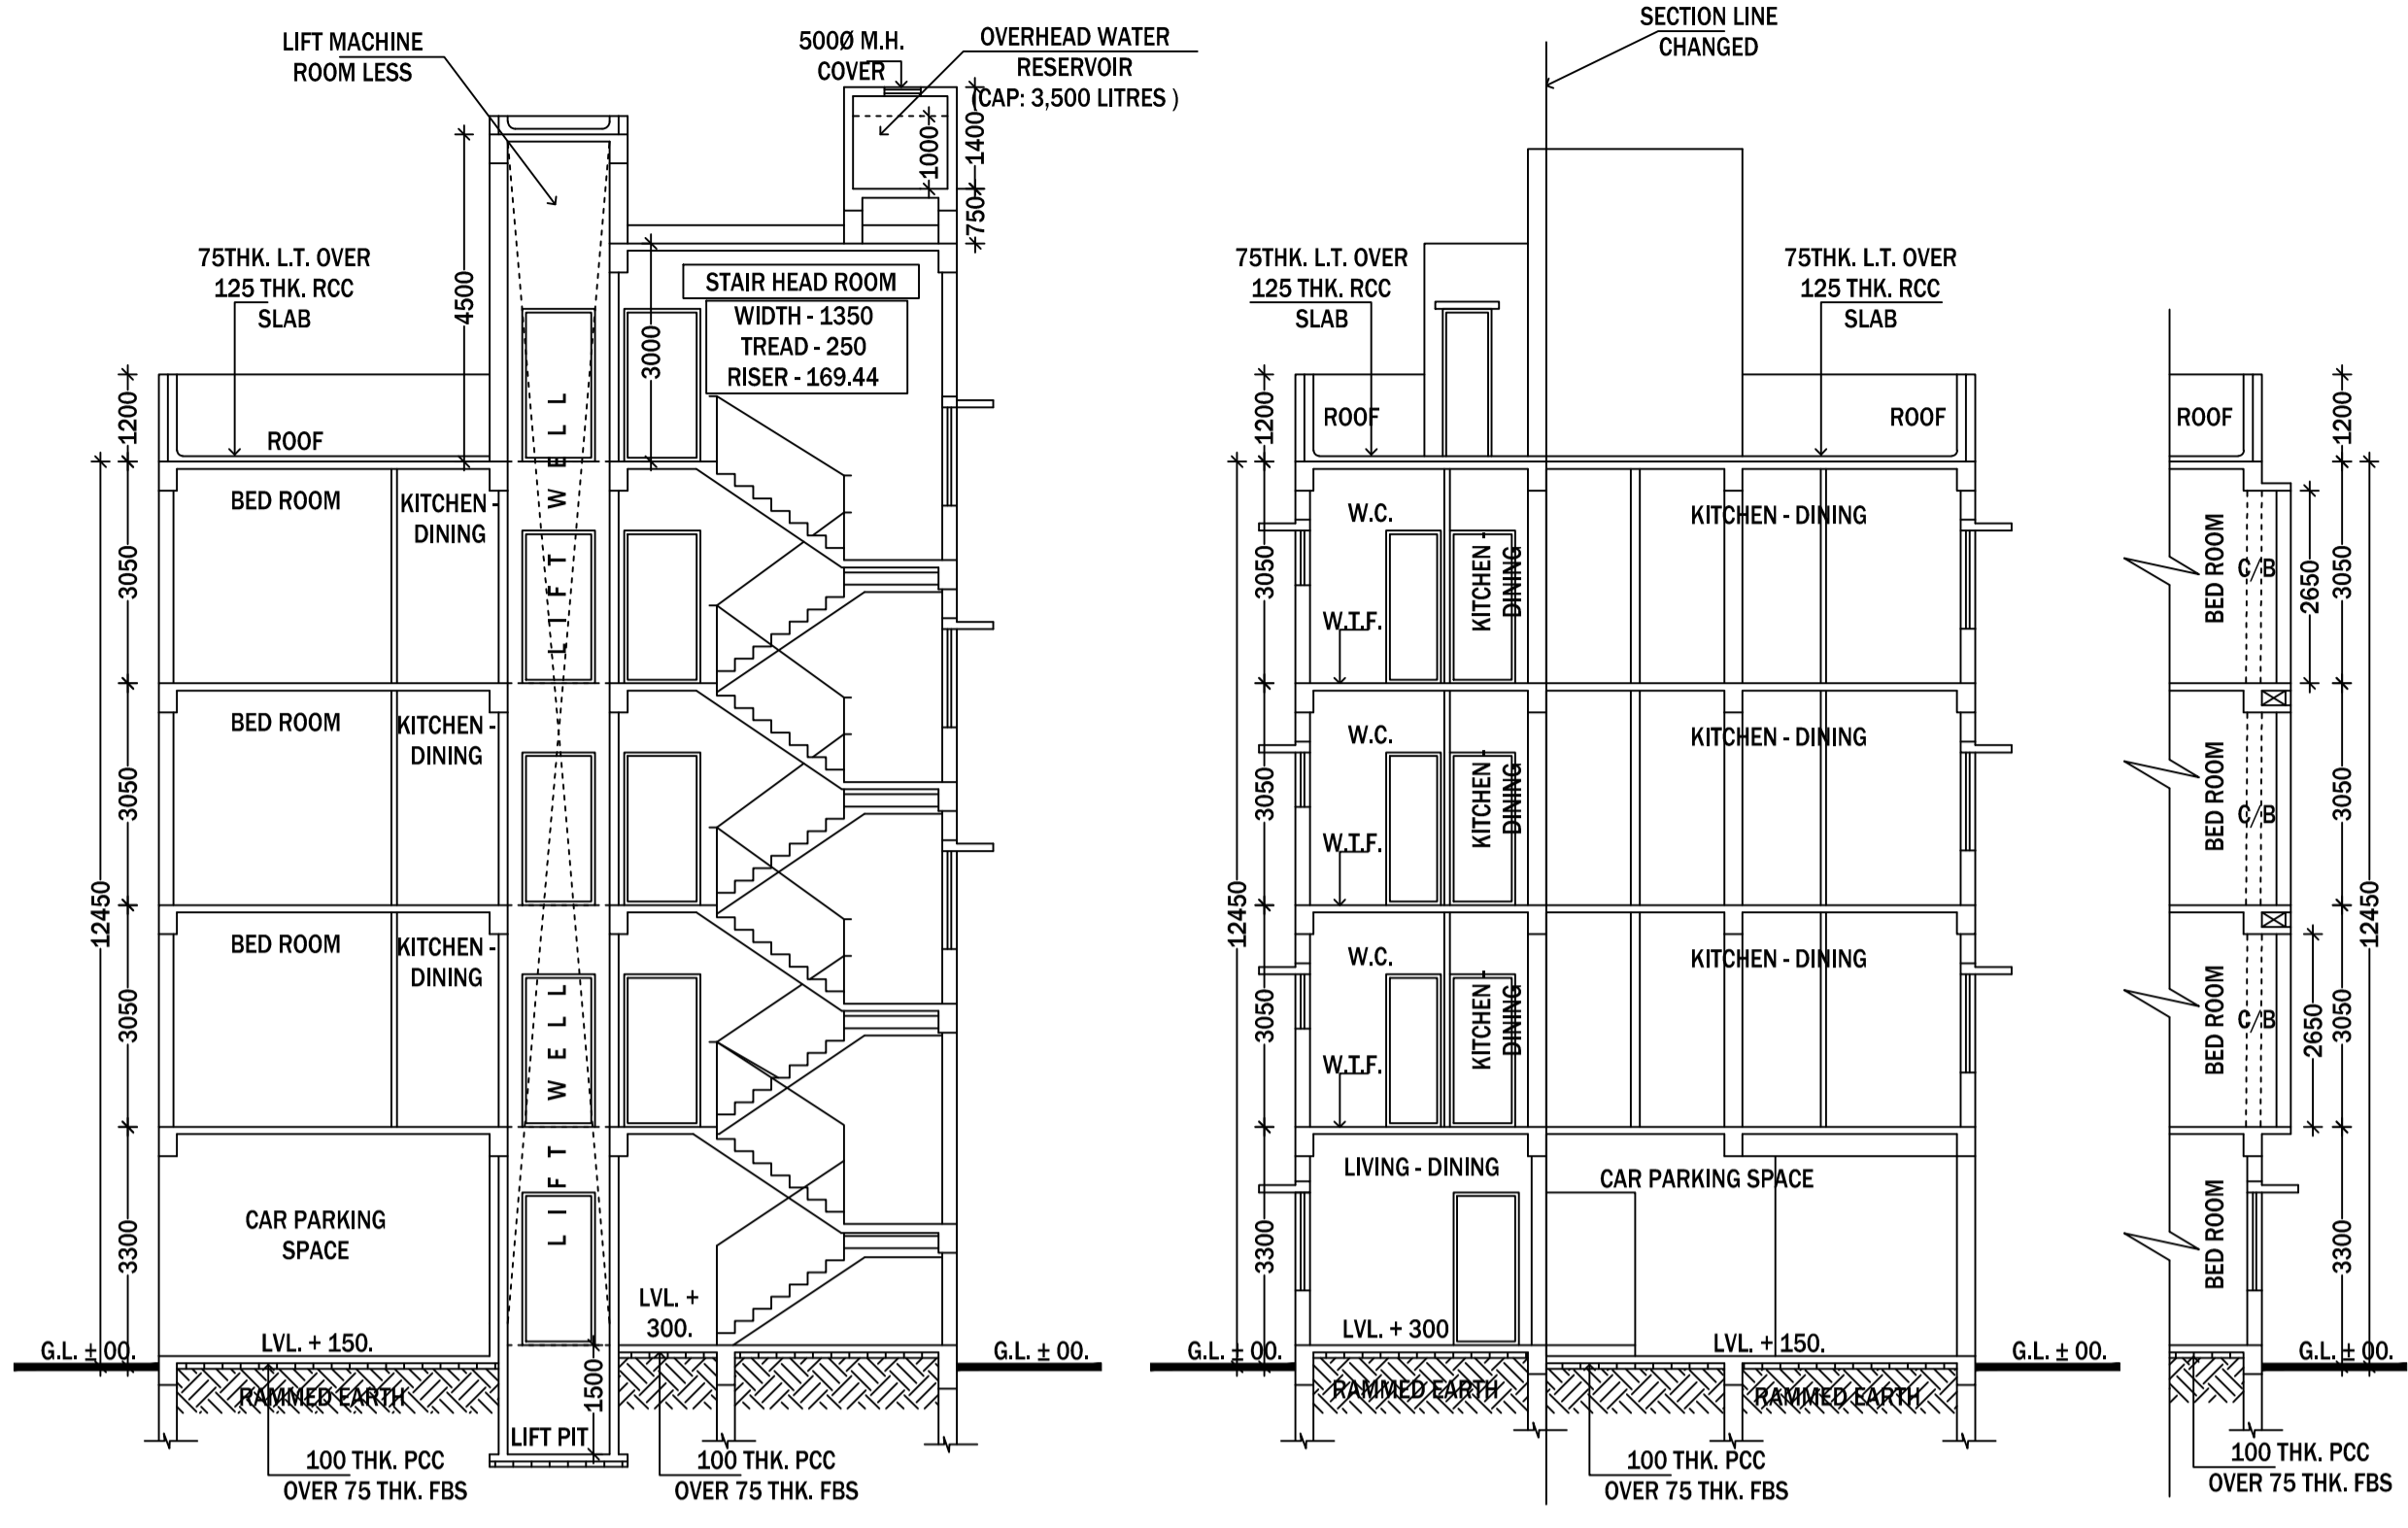 LIFT MACHINE
ROOM LESS
500Ø M.H.
COVER
OVERHEAD WATER
RESERVOIR
(CAP: 3,500 LITRES )
1000
1400
750
75THK. L.T. OVER
125 THK. RCC
SLAB
4500
3000
STAIR HEAD ROOM
WIDTH - 1350
TREAD - 250
RISER - 169.44
1200
ROOF
BED ROOM
KITCHEN -
DINING
LIFT WELL
3050
BED ROOM
KITCHEN -
DINING
3050
BED ROOM
KITCHEN -
DINING
3050
12450
LIFT WELL
CAR PARKING
SPACE
3300
LVL. +
300.
LVL. + 150.
G.L. ± 00.
G.L. ± 00.
RAMMED EARTH
1500
LIFT PIT
100 THK. PCC
OVER 75 THK. FBS
100 THK. PCC
OVER 75 THK. FBS
SECTION LINE
CHANGED
75THK. L.T. OVER
125 THK. RCC
SLAB
75THK. L.T. OVER
125 THK. RCC
SLAB
1200
ROOF
ROOF
W.C.
KITCHEN -
DINING
KITCHEN - DINING
3050
W.T.F.
W.C.
KITCHEN -
DINING
KITCHEN - DINING
3050
W.T.F.
12450
W.C.
KITCHEN -
DINING
KITCHEN - DINING
3050
W.T.F.
LIVING - DINING
CAR PARKING SPACE
3300
LVL. + 300
LVL. + 150.
G.L. ± 00.
G.L. ± 00.
RAMMED EARTH
RAMMED EARTH
100 THK. PCC
OVER 75 THK. FBS
ROOF
1200
BED ROOM
C/B
2650
3050
BED ROOM
C/B
3050
12450
BED ROOM
C/B
2650
3050
BED ROOM
3300
G.L. ± 00.
100 THK. PCC
OVER 75 THK. FBS